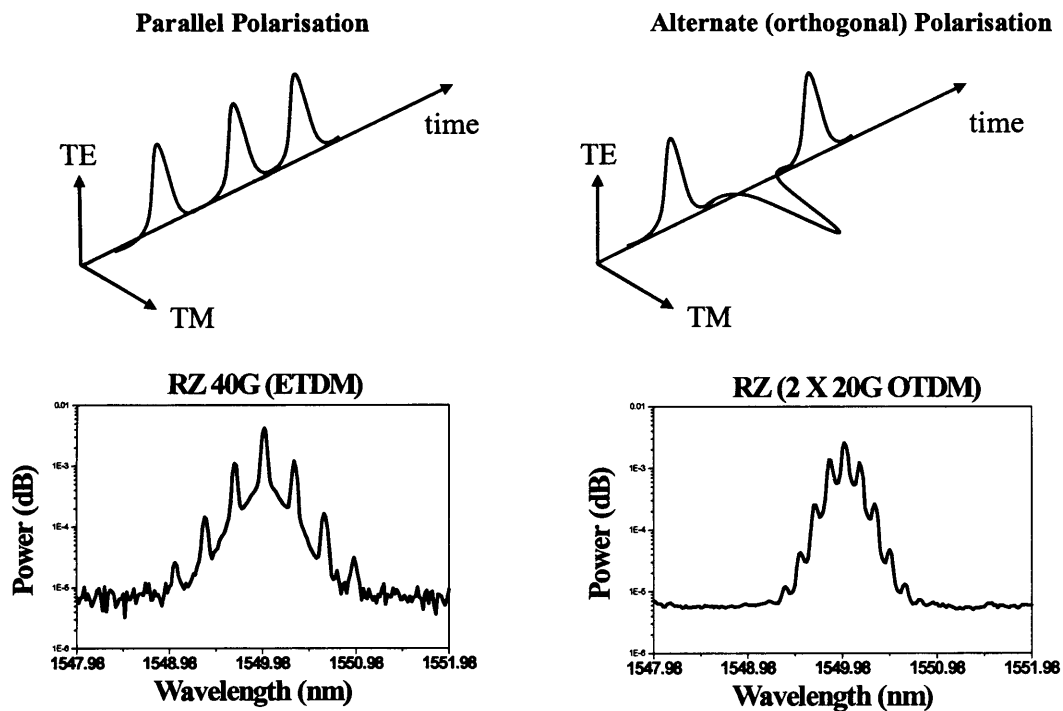 Parallel Polarisation
TE
time
TM
Alternate (orthogonal) Polarisation
TE
time
TM
RZ 40G (ETDM)
Power (dB)
0.01
1E-3
1E-4
1E-5
1E-6
1547.98 1548.98 1549.98 1550.98 1551.98
Wavelength (nm)
RZ (2 X 20G OTDM)
Power (dB)
0.01
1E-3
1E-4
1E-5
1E-6
1547.98 1548.98 1549.98 1550.98 1551.98
Wavelength (nm)